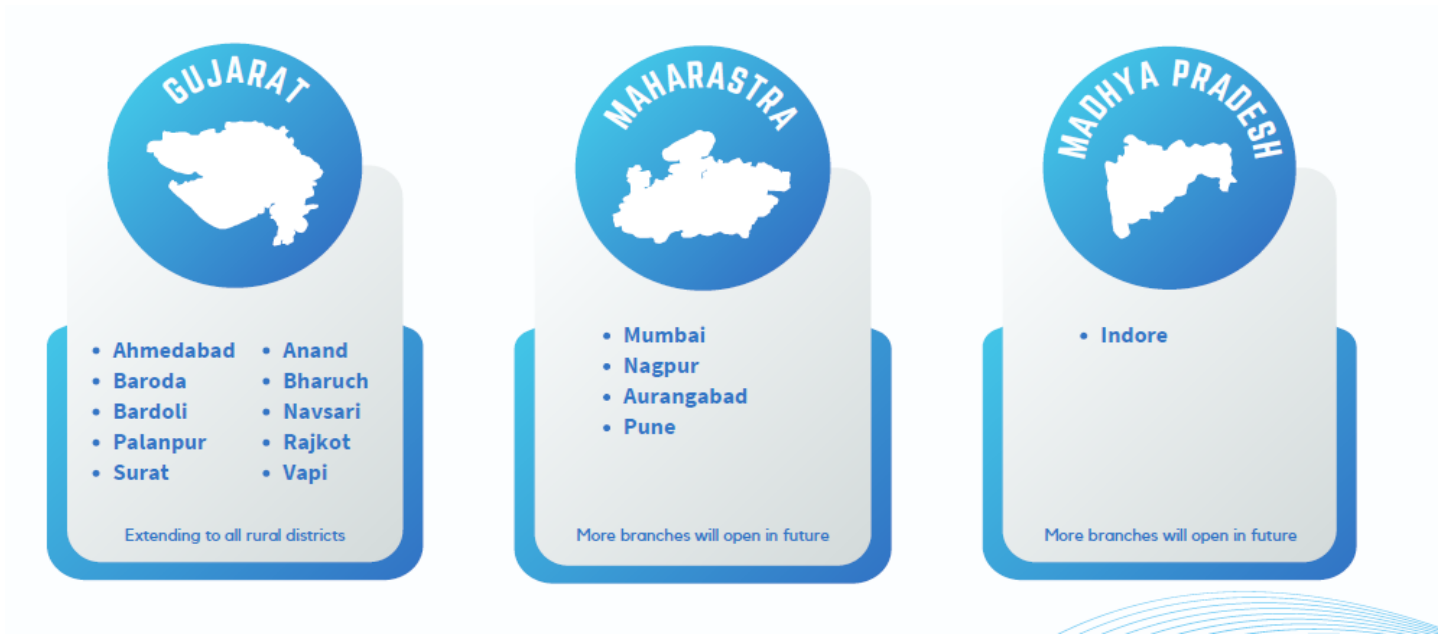 GUJARAT
• Ahmedabad
• Baroda
• Bardoli
• Palanpur
• Surat
• Anand
• Bharuch
• Navsari
• Rajkot
• Vapi
Extending to all rural districts
MAHARASTRA
• Mumbai
• Nagpur
• Aurangabad
• Pune
More branches will open in future
MADHYA PRADESH
• Indore
More branches will open in future